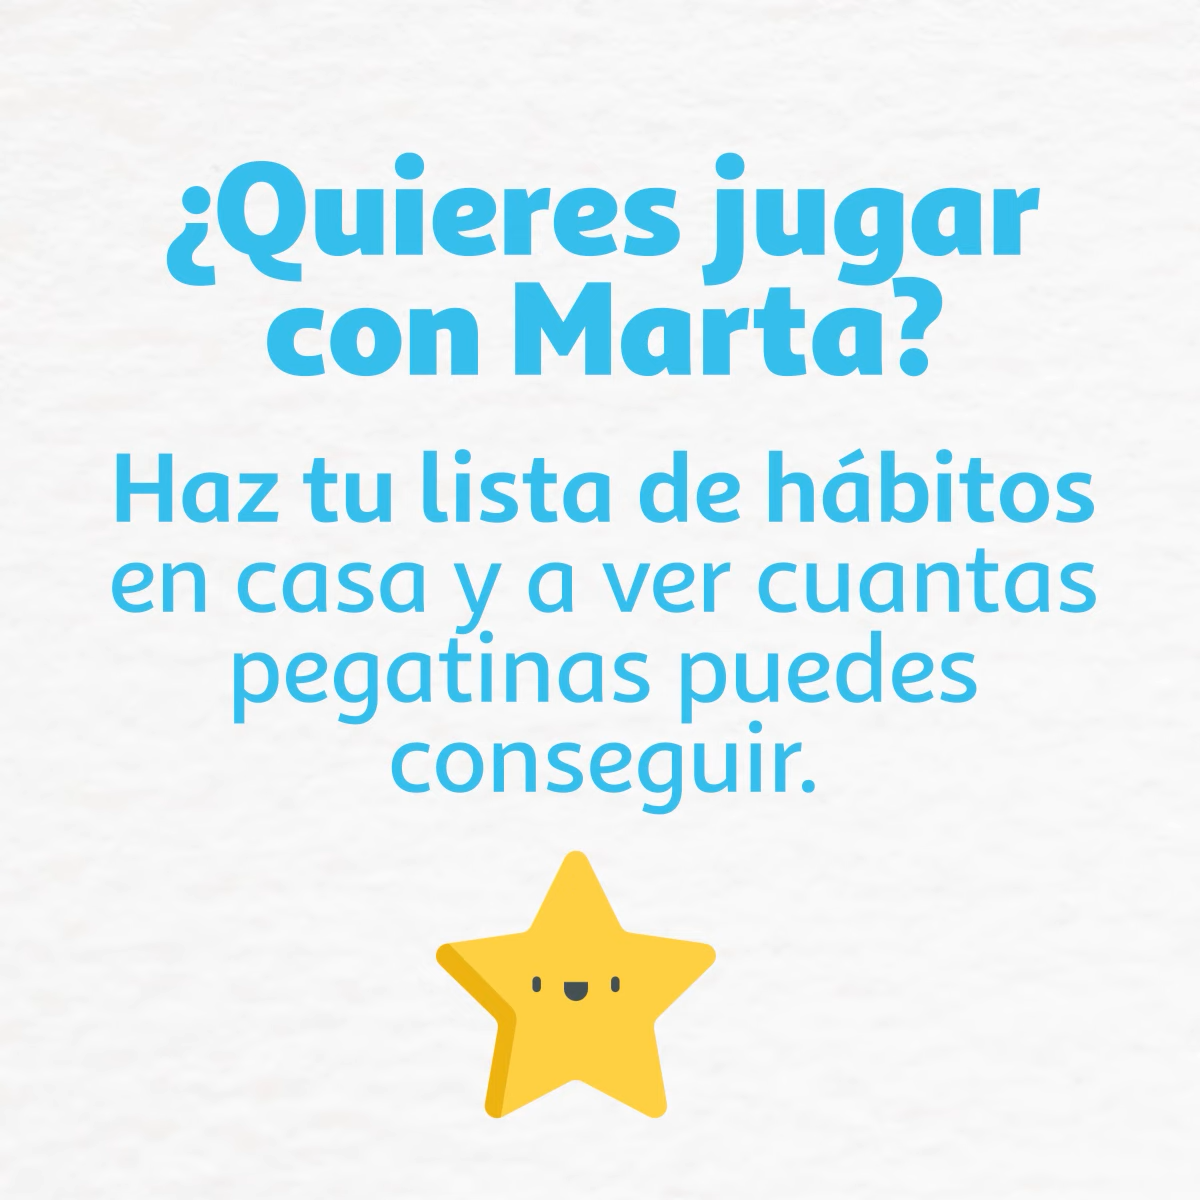 ¿Quieres jugar
con Marta?
Haz tu lista de hábitos
en casa y a ver cuantas
pegatinas puedes
conseguir.